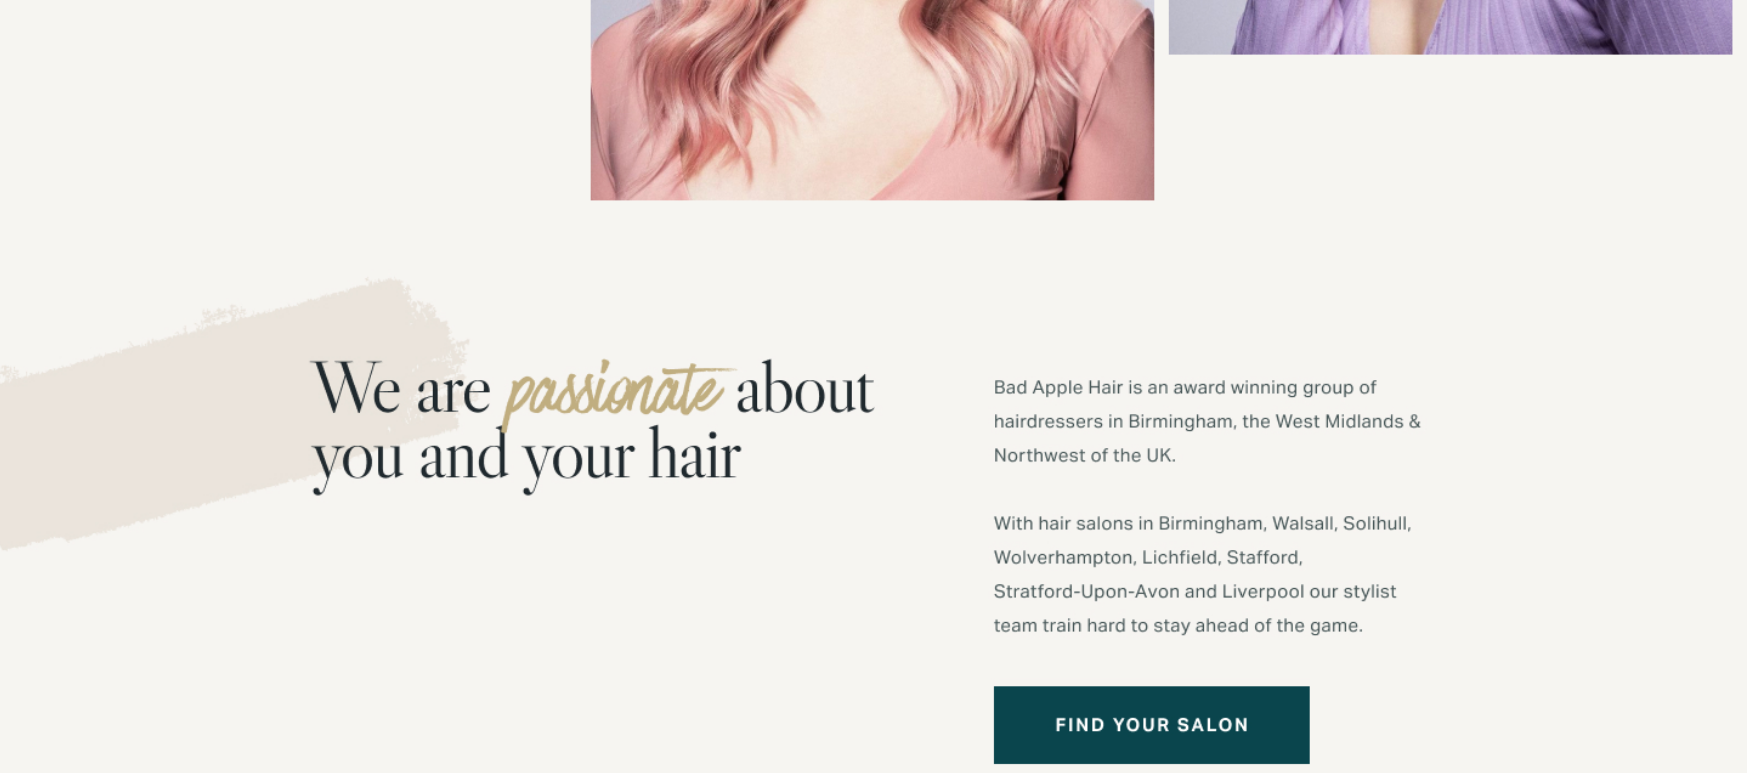 We are passionate about
you and your hair
Bad Apple Hair is an award winning group of
hairdressers in Birmingham, the West Midlands &
Northwest of the UK.
With hair salons in Birmingham, Walsall, Solihull,
Wolverhampton, Lichfield, Stafford,
Stratford-Upon-Avon and Liverpool our stylist
team train hard to stay ahead of the game.
FIND YOUR SALON